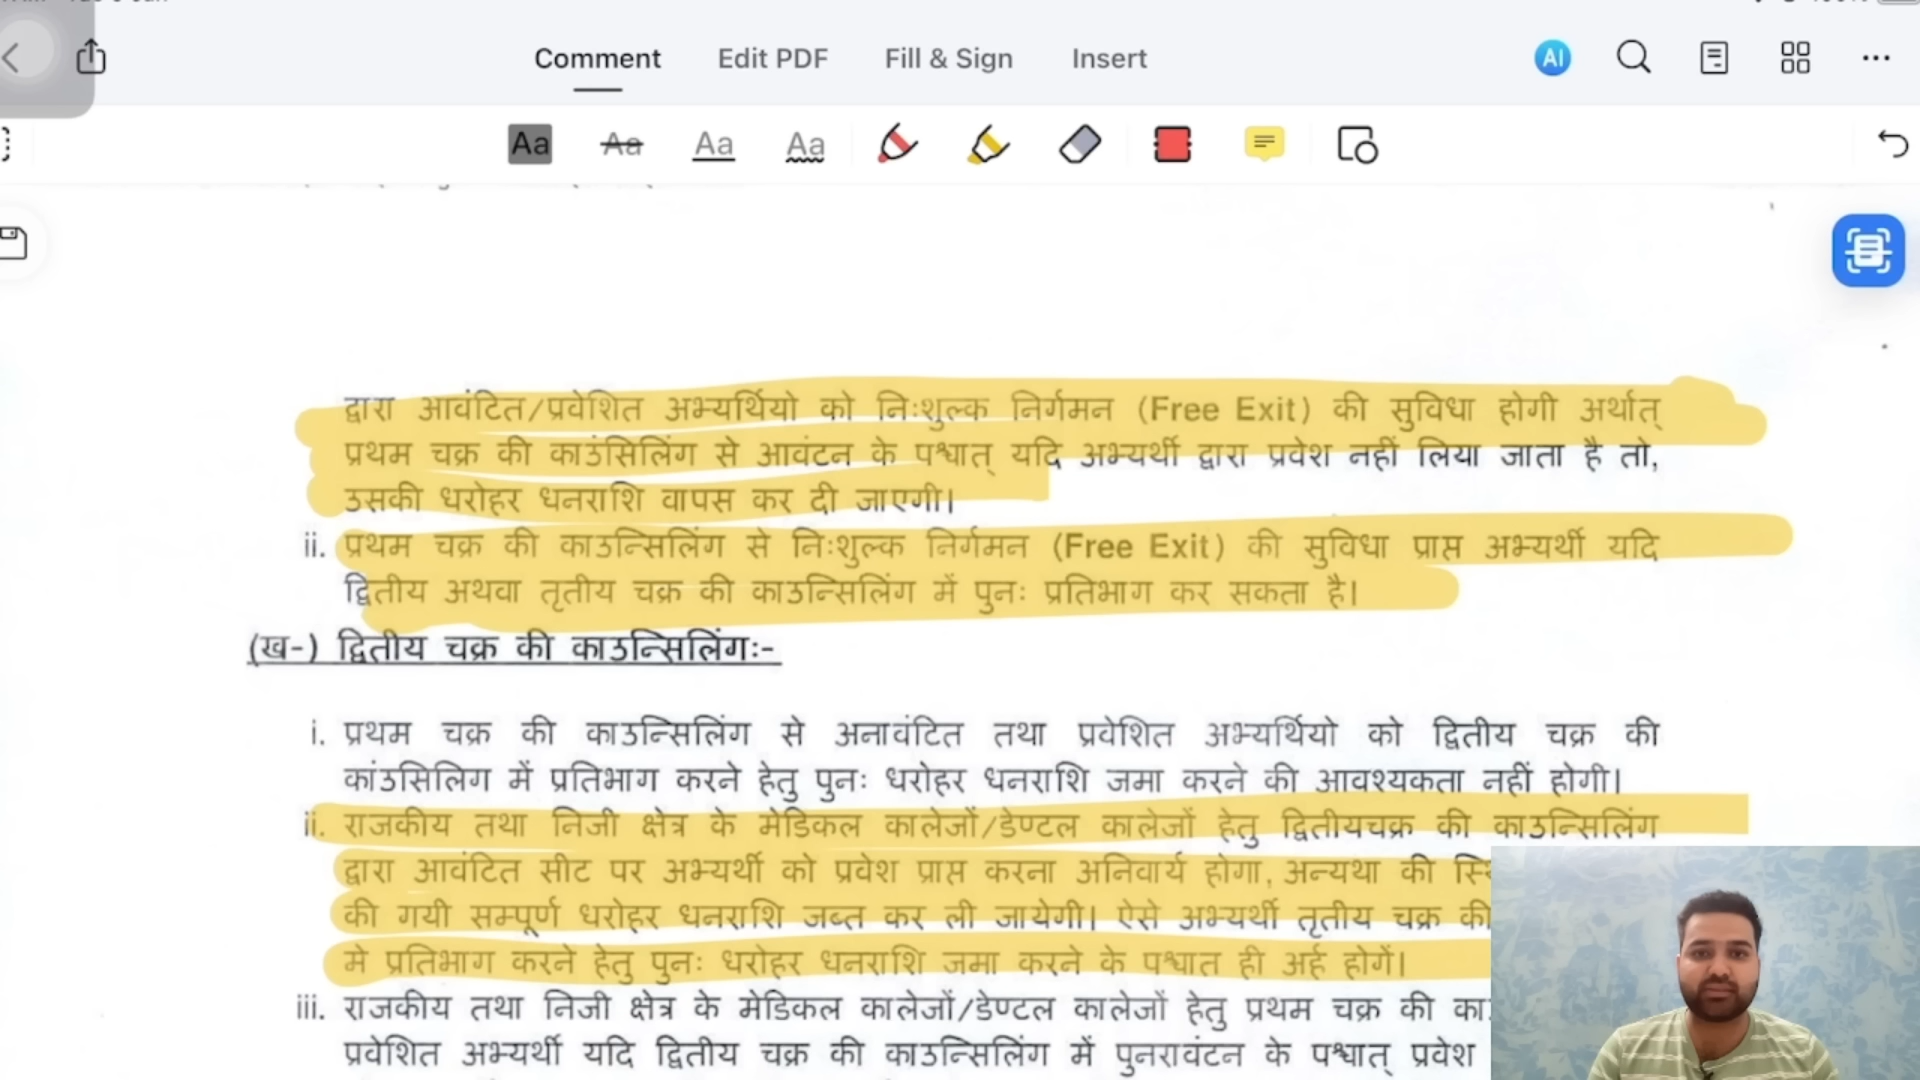 Comment Edit PDF Fill & Sign Insert AI
Aa Aa Aa Aa
द्वारा आवंटित/प्रवेशित अभ्यर्थियो को निःशुल्क निर्गमन (Free Exit) की सुविधा होगी अर्थात्
प्रथम चक्र की काउंसिलिंग से आवंटन के पश्चात् यदि अभ्यर्थी द्वारा प्रवेश नहीं लिया जाता है तो,
उसकी धरोहर धनराशि वापस कर दी जाएगी।
ii. प्रथम चक्र की काउन्सिलिंग से निःशुल्क निर्गमन (Free Exit) की सुविधा प्राप्त अभ्यर्थी यदि
द्वितीय अथवा तृतीय चक्र की काउन्सिलिंग में पुनः प्रतिभाग कर सकता है।
(ख-) द्वितीय चक्र की काउन्सिलिंगः-
i. प्रथम चक्र की काउन्सिलिंग से अनावंटित तथा प्रवेशित अभ्यर्थियो को द्वितीय चक्र की
कांउसिलिग में प्रतिभाग करने हेतु पुनः धरोहर धनराशि जमा करने की आवश्यकता नहीं होगी।
ii. राजकीय तथा निजी क्षेत्र के मेडिकल कालेजों/डेण्टल कालेजों हेतु द्वितीयचक्र की काउन्सिलिंग
द्वारा आवंटित सीट पर अभ्यर्थी को प्रवेश प्राप्त करना अनिवार्य होगा, अन्यथा की
की गयी सम्पूर्ण धरोहर धनराशि जब्त कर ली जायेगी। ऐसे अभ्यर्थी तृतीय चक्र की
मे प्रतिभाग करने हेतु पुनः धरोहर धनराशि जमा करने के पश्चात ही अर्ह होगें।
iii. राजकीय तथा निजी क्षेत्र के मेडिकल कालेजों/डेण्टल कालेजों हेतु प्रथम चक्र की
प्रवेशित अभ्यर्थी यदि द्वितीय चक्र की काउन्सिलिंग में पुनरावंटन के पश्चात् प्रवेश